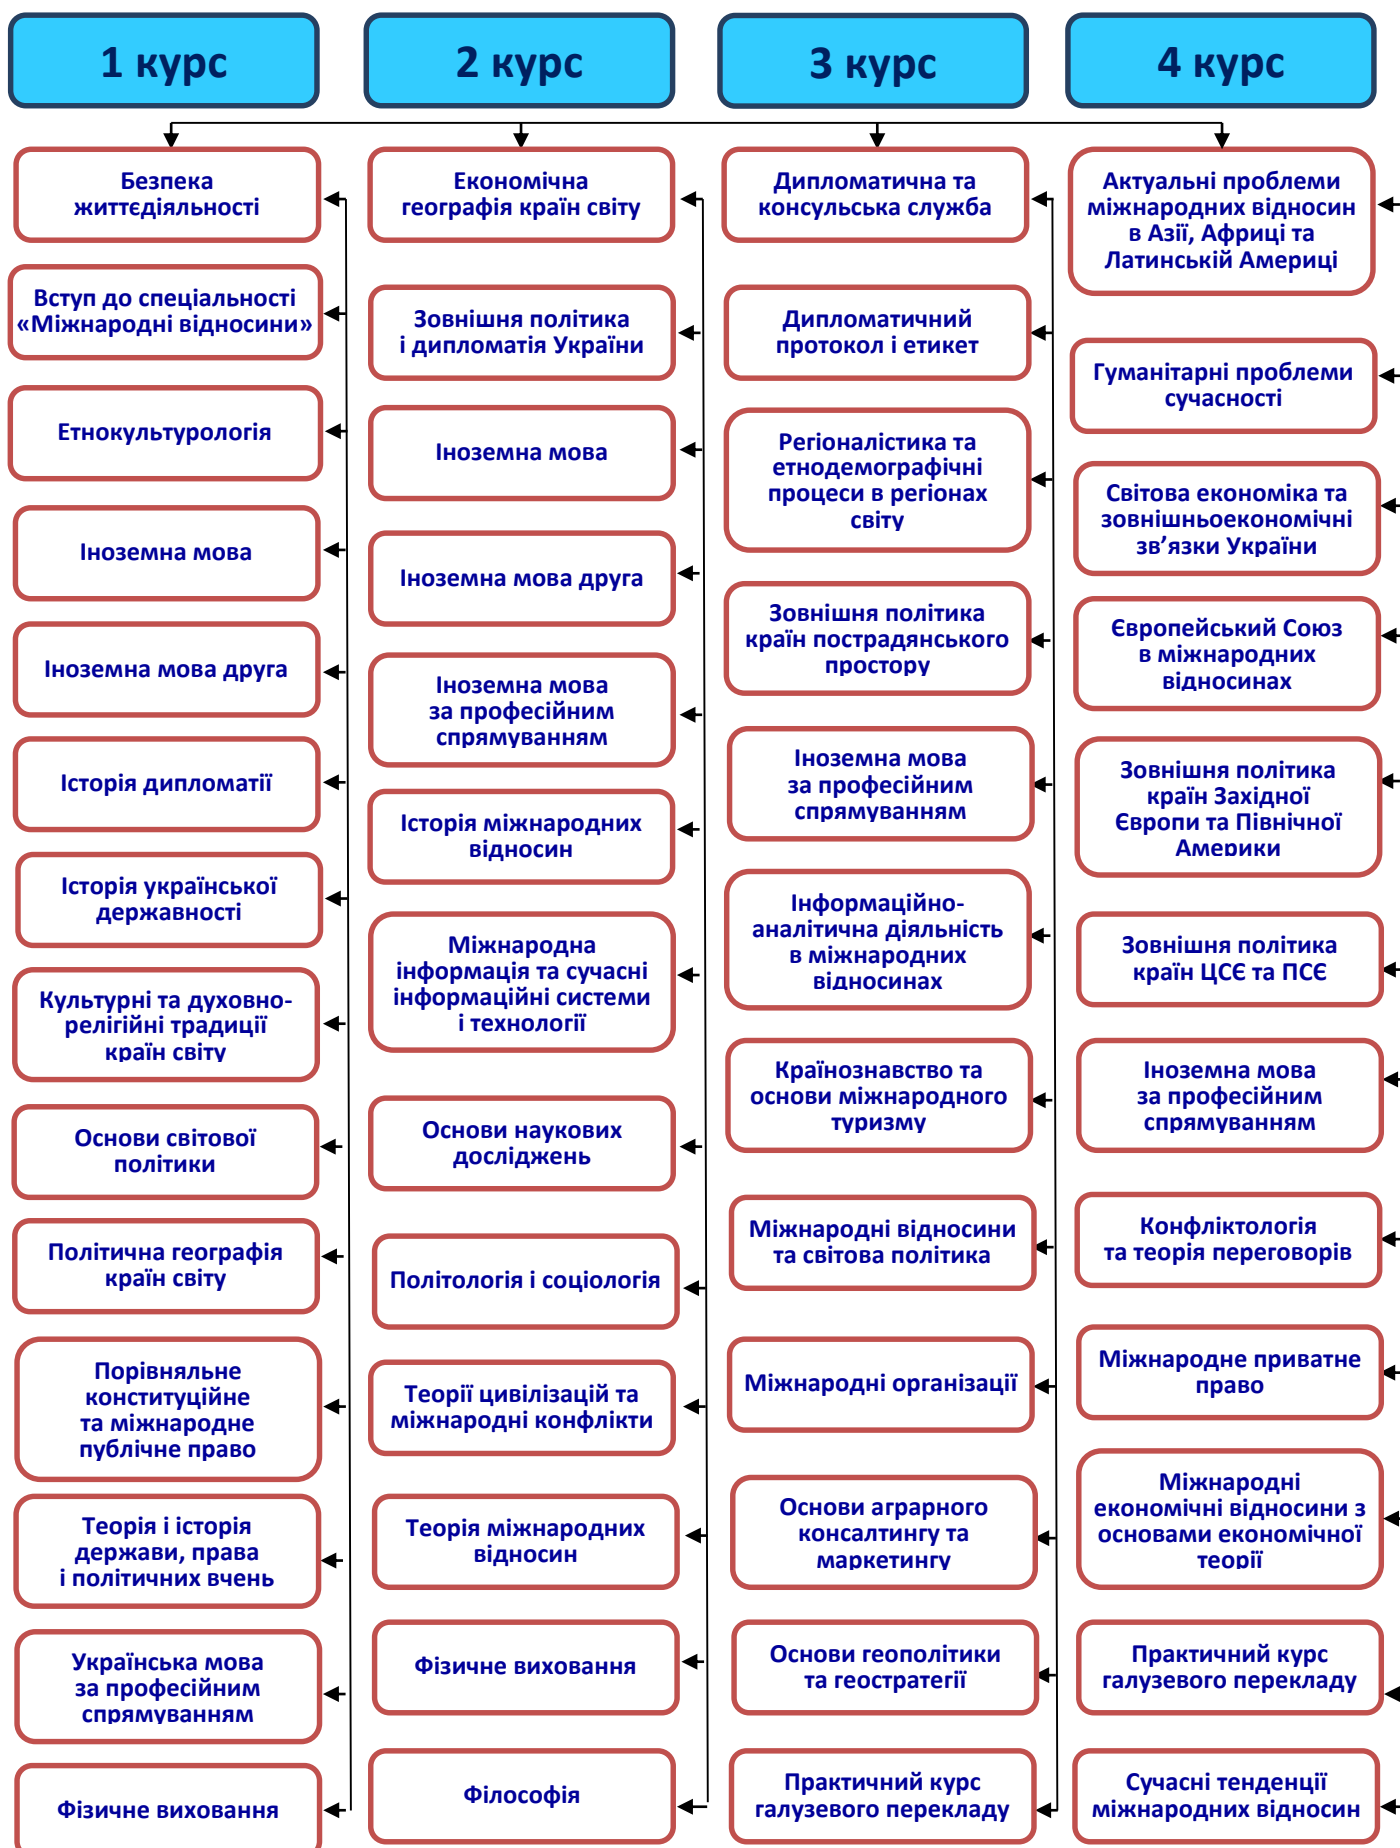 1 курс
2 курс
3 курс
4 курс
Безпека
життєдіяльності
Вступ до спеціальності
«Міжнародні відносини»
Етнокультурологія
Іноземна мова
Іноземна мова друга
Історія дипломатії
Історія української
державності
Культурні та духовно-
релігійні традиції
країн світу
Основи світової
політики
Політична географія
країн світу
Порівняльне
конституційне
та міжнародне
публічне право
Теорія і історія
держави, права
і політичних вчень
Українська мова
за професійним
спрямуванням
Фізичне виховання
Економічна
географія країн світу
Зовнішня політика
і дипломатія України
Іноземна мова
Іноземна мова друга
Іноземна мова
за професійним
спрямуванням
Історія міжнародних
відносин
Міжнародна
інформація та сучасні
інформаційні системи
і технології
Основи наукових
досліджень
Політологія і соціологія
Теорії цивілізацій та
міжнародні конфлікти
Теорія міжнародних
відносин
Фізичне виховання
Філософія
Дипломатична та
консульська служба
Дипломатичний
протокол і етикет
Регіоналістика та
етнодемографічні
процеси в регіонах
світу
Зовнішня політика
країн пострадянського
простору
Іноземна мова
за професійним
спрямуванням
Інформаційно-
аналітична діяльність
в міжнародних
відносинах
Країнознавство та
основи міжнародного
туризму
Міжнародні відносини
та світова політика
Міжнародні організації
Основи аграрного
консалтингу та
маркетингу
Основи геополітики
та геостратегії
Практичний курс
галузевого перекладу
Актуальні проблеми
міжнародних відносин
в Азії, Африці та
Латинській Америці
Гуманітарні проблеми
сучасності
Світова економіка та
зовнішньоекономічні
зв’язки України
Європейський Союз
в міжнародних
відносинах
Зовнішня політика
країн Західної
Європи та Північної
Америки
Зовнішня політика
країн ЦСЄ та ПСЄ
Іноземна мова
за професійним
спрямуванням
Конфліктологія
та теорія переговорів
Міжнародне приватне
право
Міжнародні
економічні відносини з
основами економічної
теорії
Практичний курс
галузевого перекладу
Сучасні тенденції
міжнародних відносин